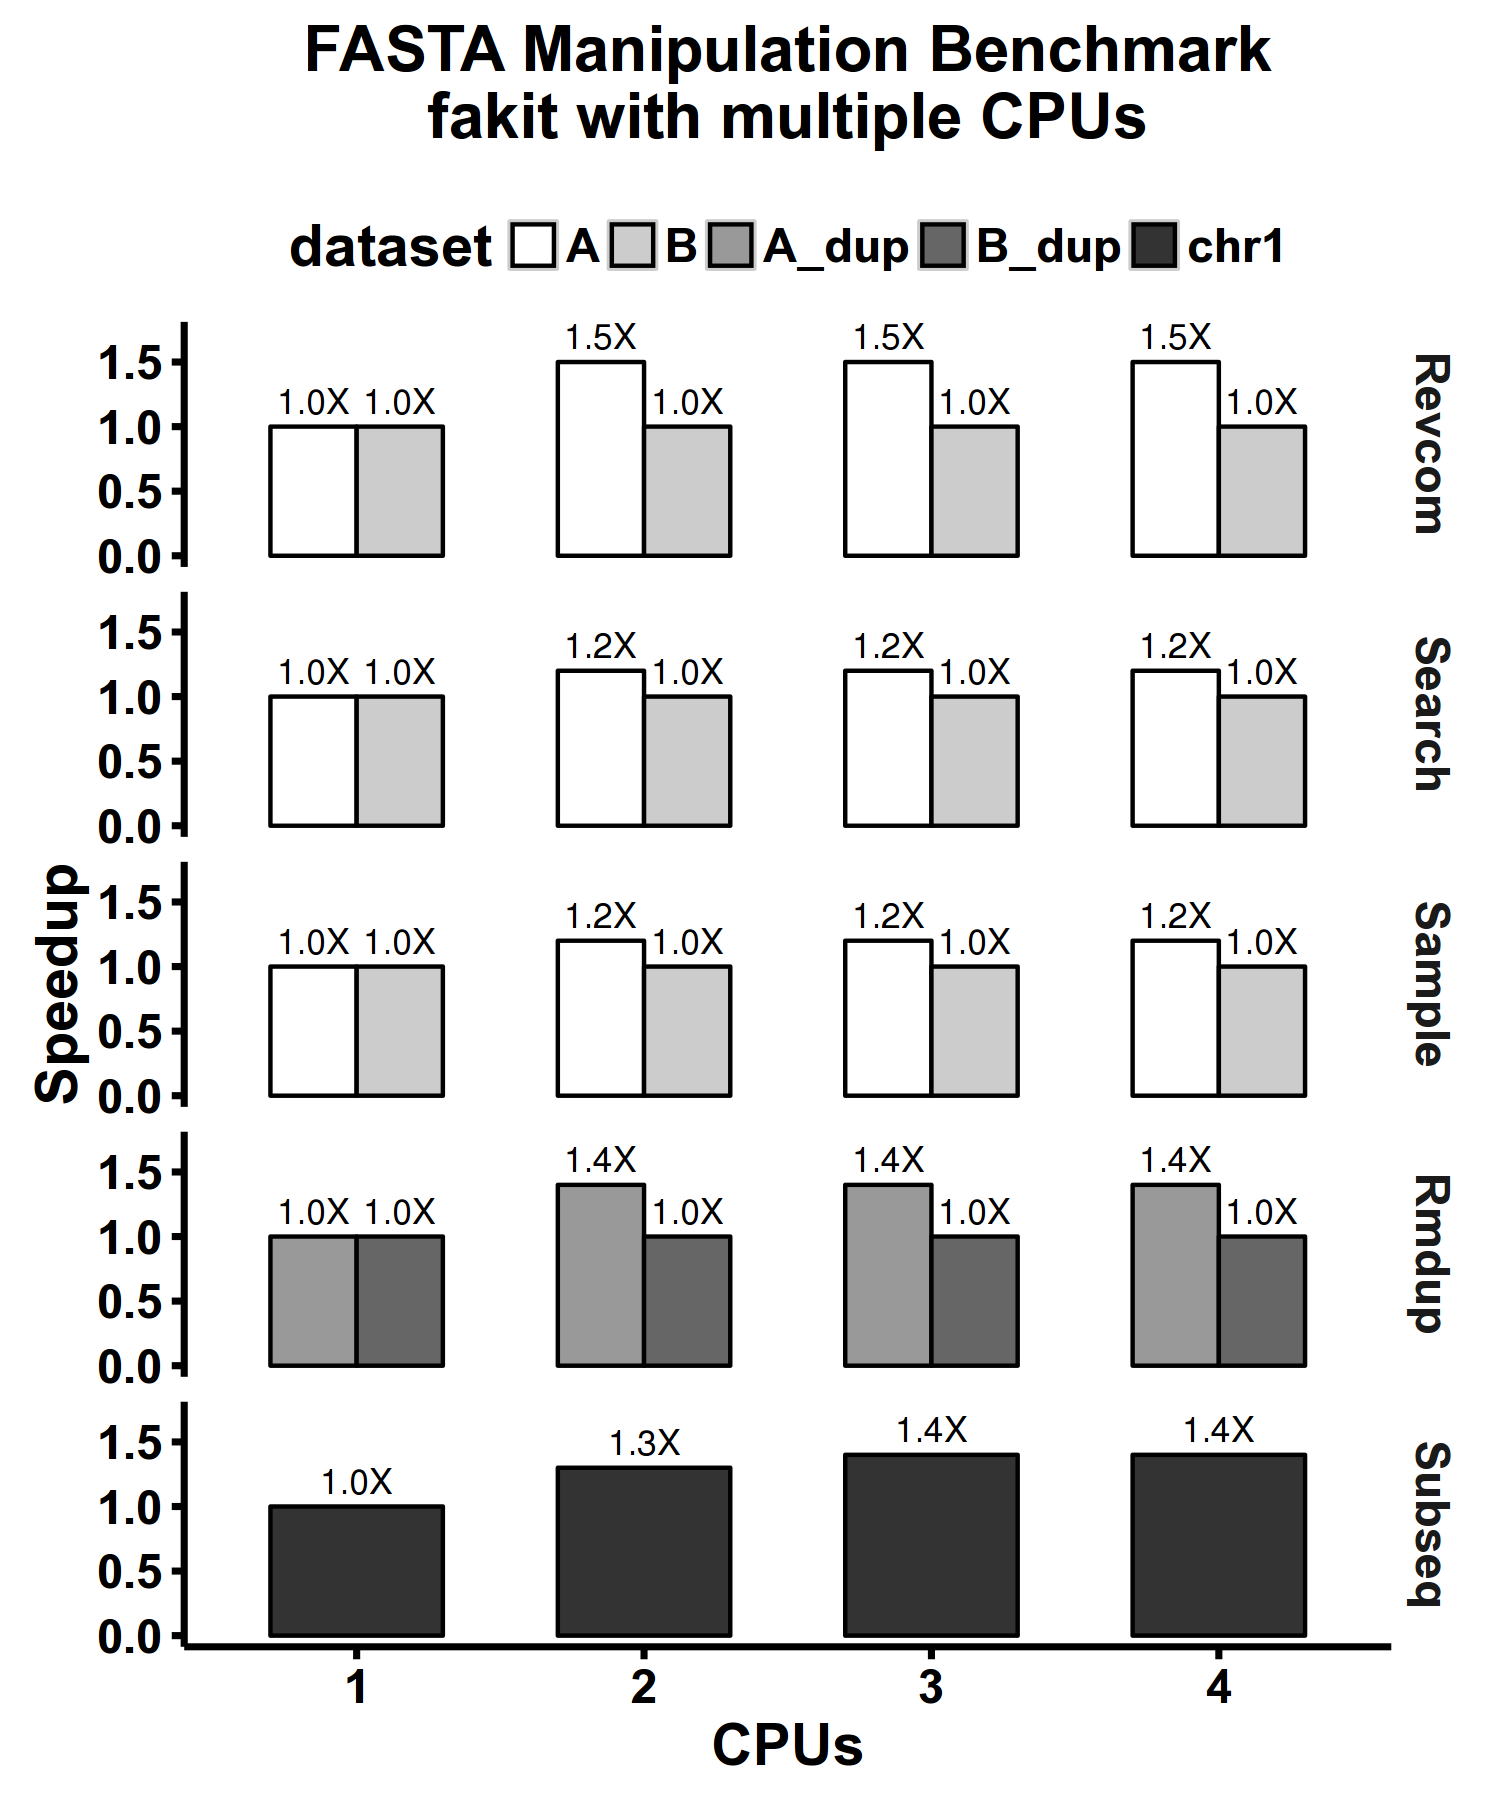 FASTA Manipulation Benchmark
fakit with multiple CPUs
dataset A B A_dup B_dup chr1
Speedup
1.5
1.0
0.5
0.0
1.0X 1.0X 1.5X 1.0X 1.5X 1.0X 1.5X 1.0X
Revcom
1.5
1.0
0.5
0.0
1.0X 1.0X 1.2X 1.0X 1.2X 1.0X 1.2X 1.0X
Search
1.5
1.0
0.5
0.0
1.0X 1.0X 1.2X 1.0X 1.2X 1.0X 1.2X 1.0X
Sample
1.5
1.0
0.5
0.0
1.0X 1.0X 1.4X 1.0X 1.4X 1.0X 1.4X 1.0X
Rmdup
1.5
1.0
0.5
0.0
1.0X 1.3X 1.4X 1.4X
Subseq
1 2 3 4
CPUs